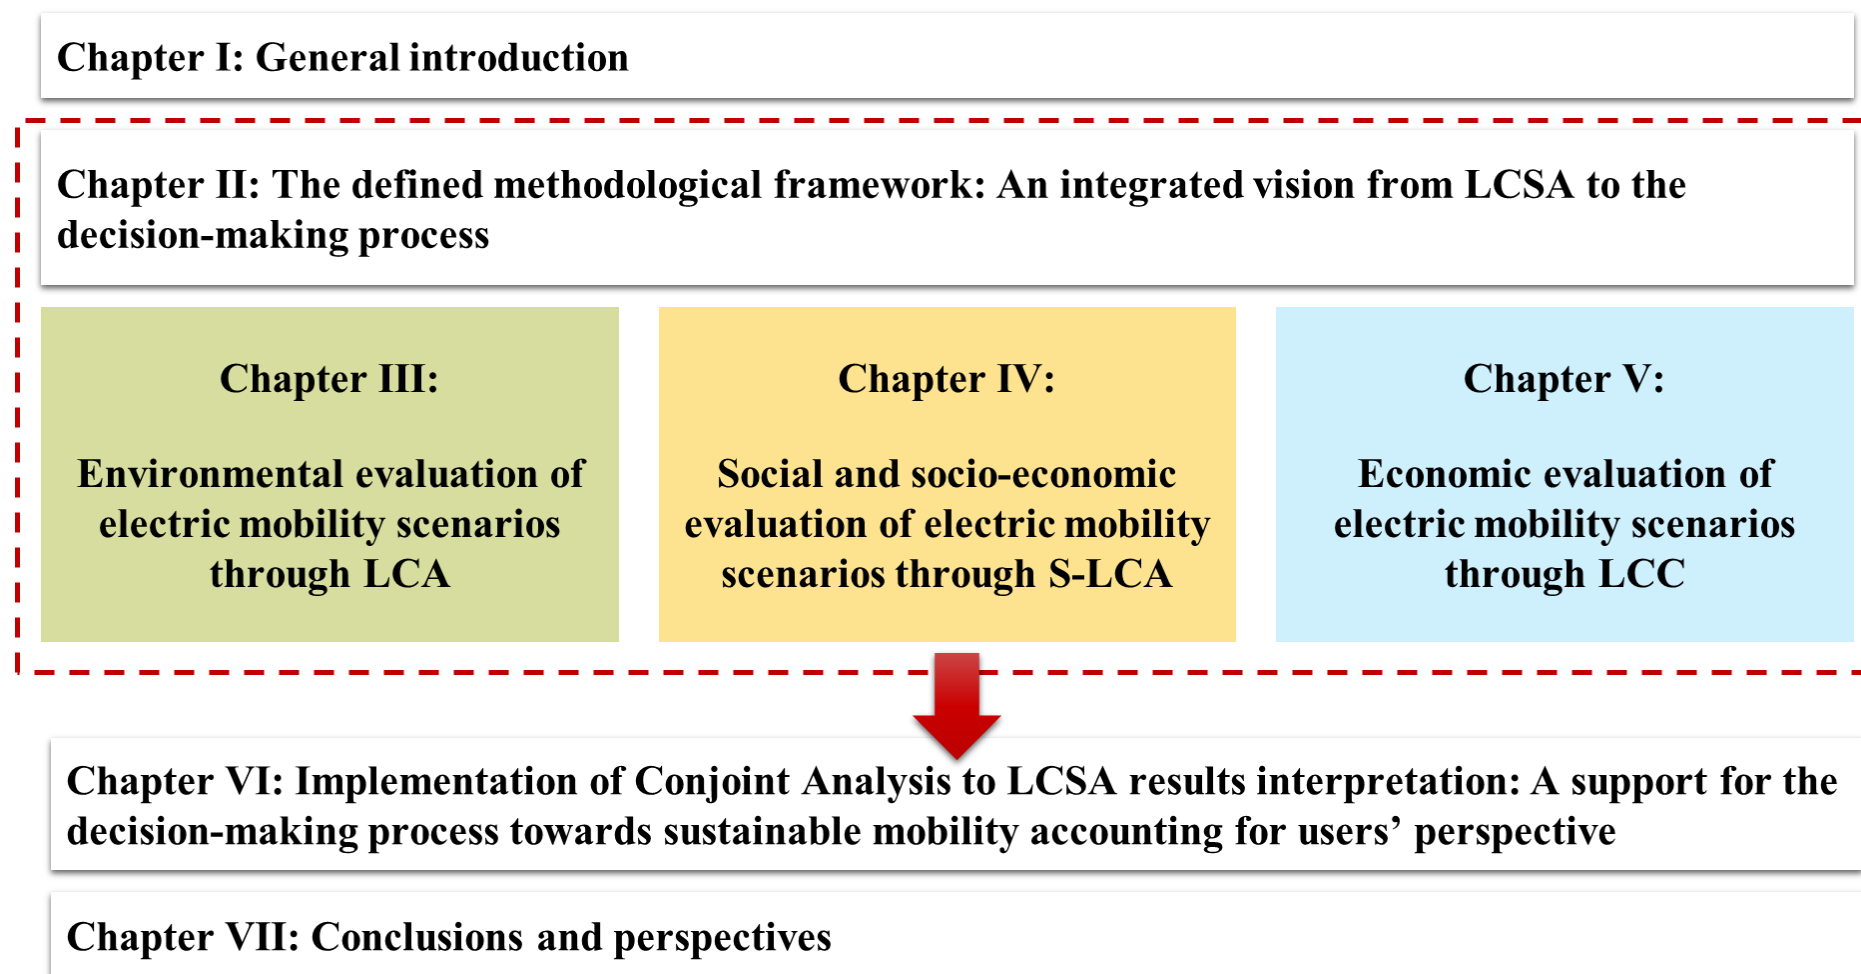 Chapter I: General introduction
Chapter II: The defined methodological framework: An integrated vision from LCSA to the
decision-making process
Chapter III:
Environmental evaluation of
electric mobility scenarios
through LCA
Chapter IV:
Social and socio-economic
evaluation of electric mobility
scenarios through S-LCA
Chapter V:
Economic evaluation of
electric mobility scenarios
through LCC
Chapter VI: Implementation of Conjoint Analysis to LCSA results interpretation: A support for the
decision-making process towards sustainable mobility accounting for users’ perspective
Chapter VII: Conclusions and perspectives